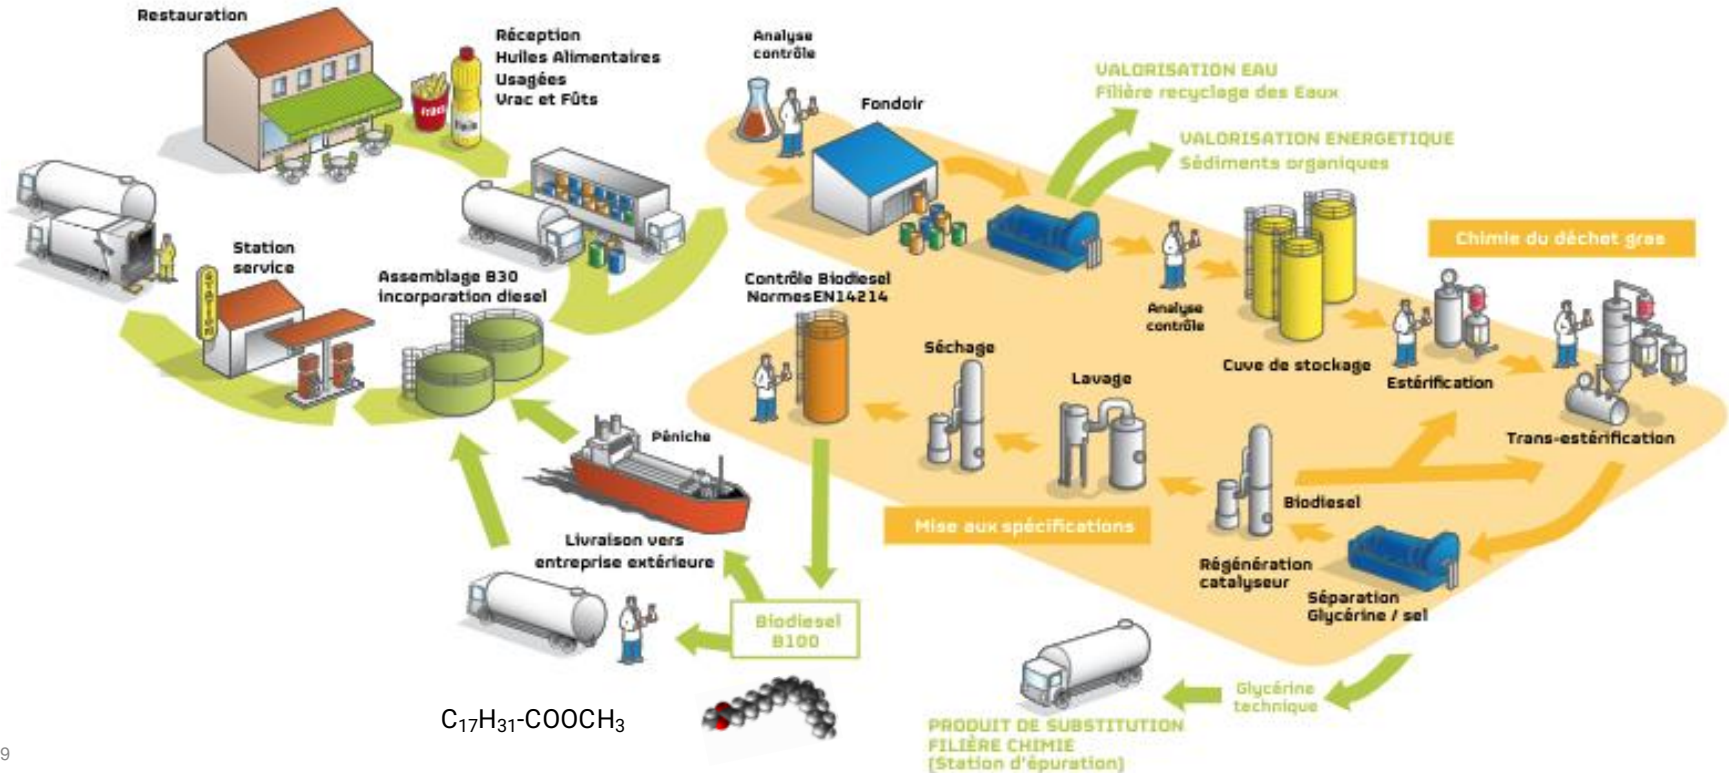 Restauration
Réception
Huiles Alimentaires
Usagées
Vrac et Fûts
Analyse
contrôle
Fondoir
VALORISATION EAU
Filière recyclage des Eaux
VALORISATION ENERGETIQUE
Sédiments organiques
Chimie du déchet gras
Station
service
STATION
Assemblage B30
incorporation diesel
Contrôle Biodiesel
Normes EN14214
Analyse
contrôle
Cuve de stockage
Estérification
Trans-estérification
Séchage
Lavage
Péniche
Biodiesel
Mise aux spécifications
Régénération
catalyseur
Séparation
Glycérine / sel
Livraison vers
entreprise extérieure
Biodiesel
B100
Glycérine
technique
C₁₇H₃₁-COOCH₃
PRODUIT DE SUBSTITUTION
FILIÈRE CHIMIE
(Station d'épuration)
9